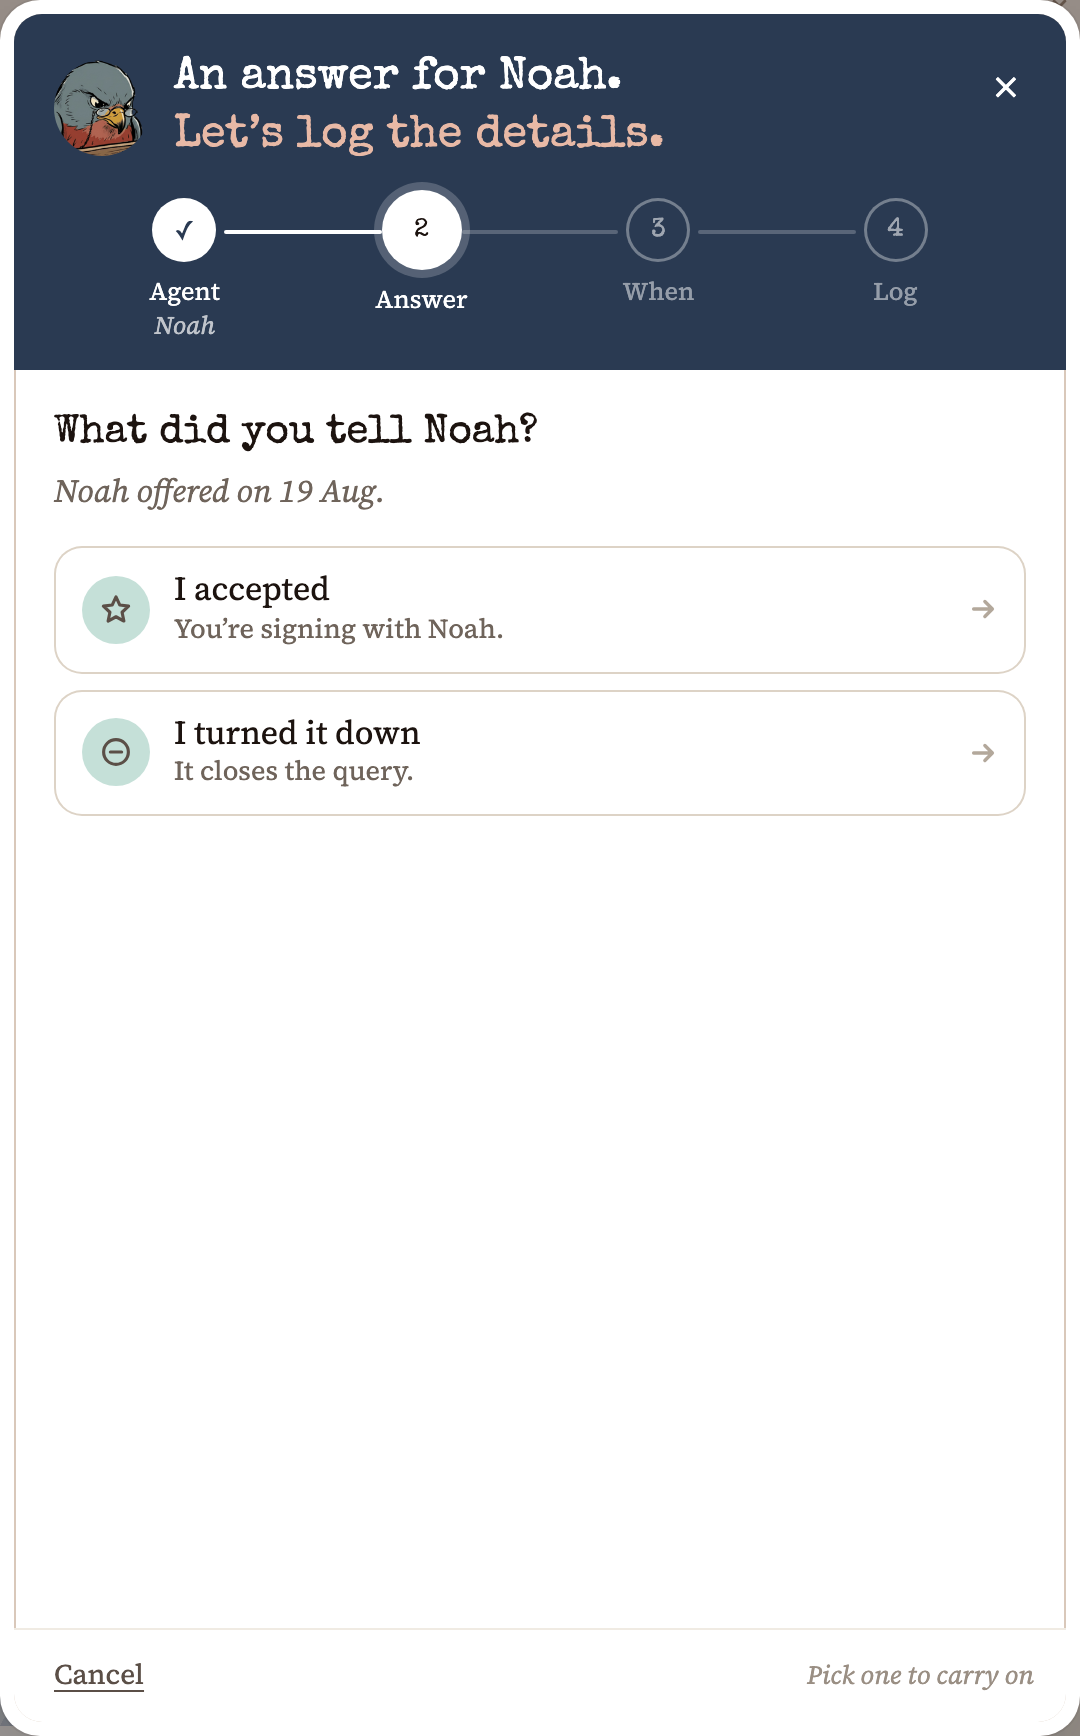 An answer for Noah.
Let's log the details.
✓ 2 3 4
Agent Answer When Log
Noah
What did you tell Noah?
Noah offered on 19 Aug.
I accepted
You're signing with Noah.
I turned it down
It closes the query.
Cancel Pick one to carry on